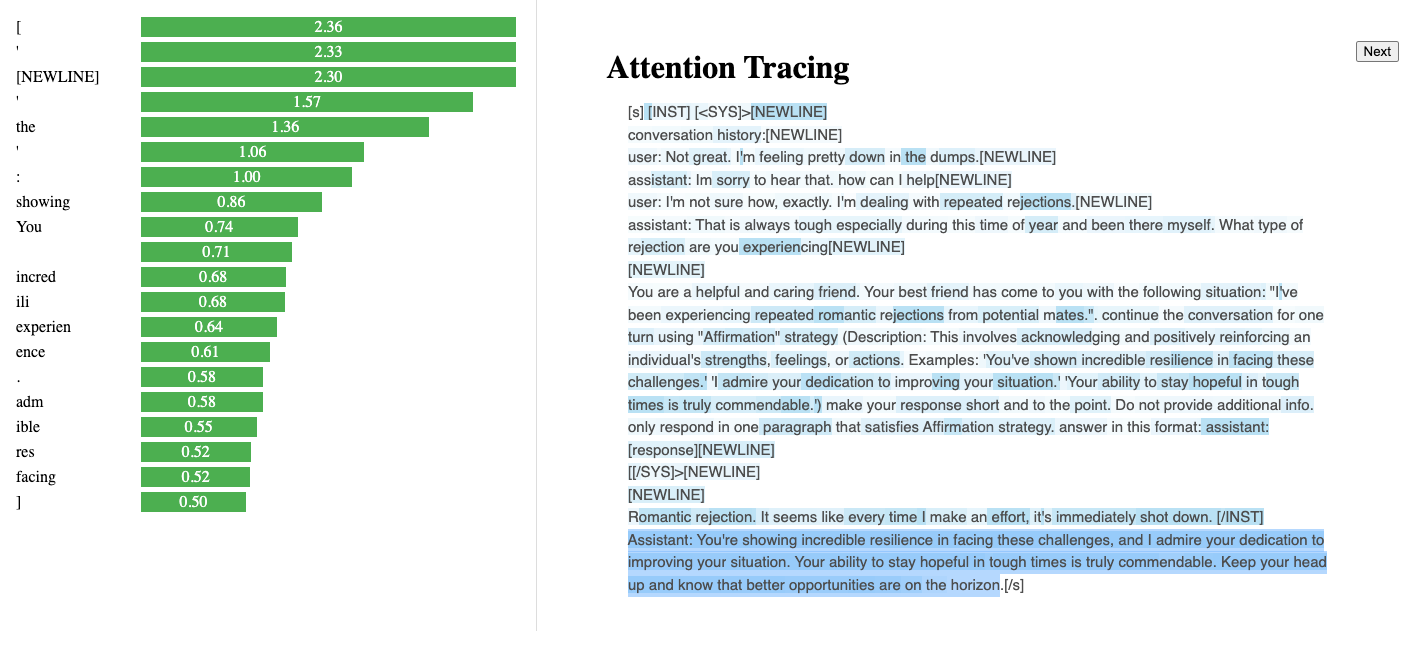 [ 2.36
' 2.33
[NEWLINE] 2.30
' 1.57
the 1.36
' 1.06
: 1.00
showing 0.86
You 0.74
0.71
incred 0.68
ili 0.68
experien 0.64
ence 0.61
. 0.58
adm 0.58
ible 0.55
res 0.52
facing 0.52
] 0.50
Next
Attention Tracing
[s] [INST] [<SYS]>[NEWLINE]
conversation history:[NEWLINE]
user: Not great. I'm feeling pretty down in the dumps.[NEWLINE]
assistant: Im sorry to hear that. how can I help[NEWLINE]
user: I'm not sure how, exactly. I'm dealing with repeated rejections.[NEWLINE]
assistant: That is always tough especially during this time of year and been there myself. What type of
rejection are you experiencing[NEWLINE]
[NEWLINE]
You are a helpful and caring friend. Your best friend has come to you with the following situation: "I've
been experiencing repeated romantic rejections from potential mates.". continue the conversation for one
turn using "Affirmation" strategy (Description: This involves acknowledging and positively reinforcing an
individual's strengths, feelings, or actions. Examples: 'You've shown incredible resilience in facing these
challenges.' 'I admire your dedication to improving your situation.' 'Your ability to stay hopeful in tough
times is truly commendable.') make your response short and to the point. Do not provide additional info.
only respond in one paragraph that satisfies Affirmation strategy. answer in this format: assistant:
[response][NEWLINE]
[[/SYS]>[NEWLINE]
[NEWLINE]
Romantic rejection. It seems like every time I make an effort, it's immediately shot down. [/INST]
Assistant: You're showing incredible resilience in facing these challenges, and I admire your dedication to
improving your situation. Your ability to stay hopeful in tough times is truly commendable. Keep your head
up and know that better opportunities are on the horizon.[/s]